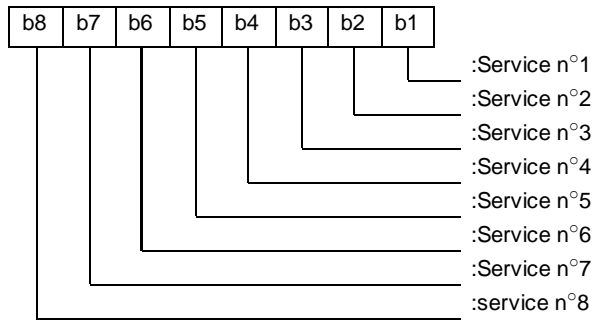 b8 b7 b6 b5 b4 b3 b2 b1
:Service n°1
:Service n°2
:Service n°3
:Service n°4
:Service n°5
:Service n°6
:Service n°7
:service n°8